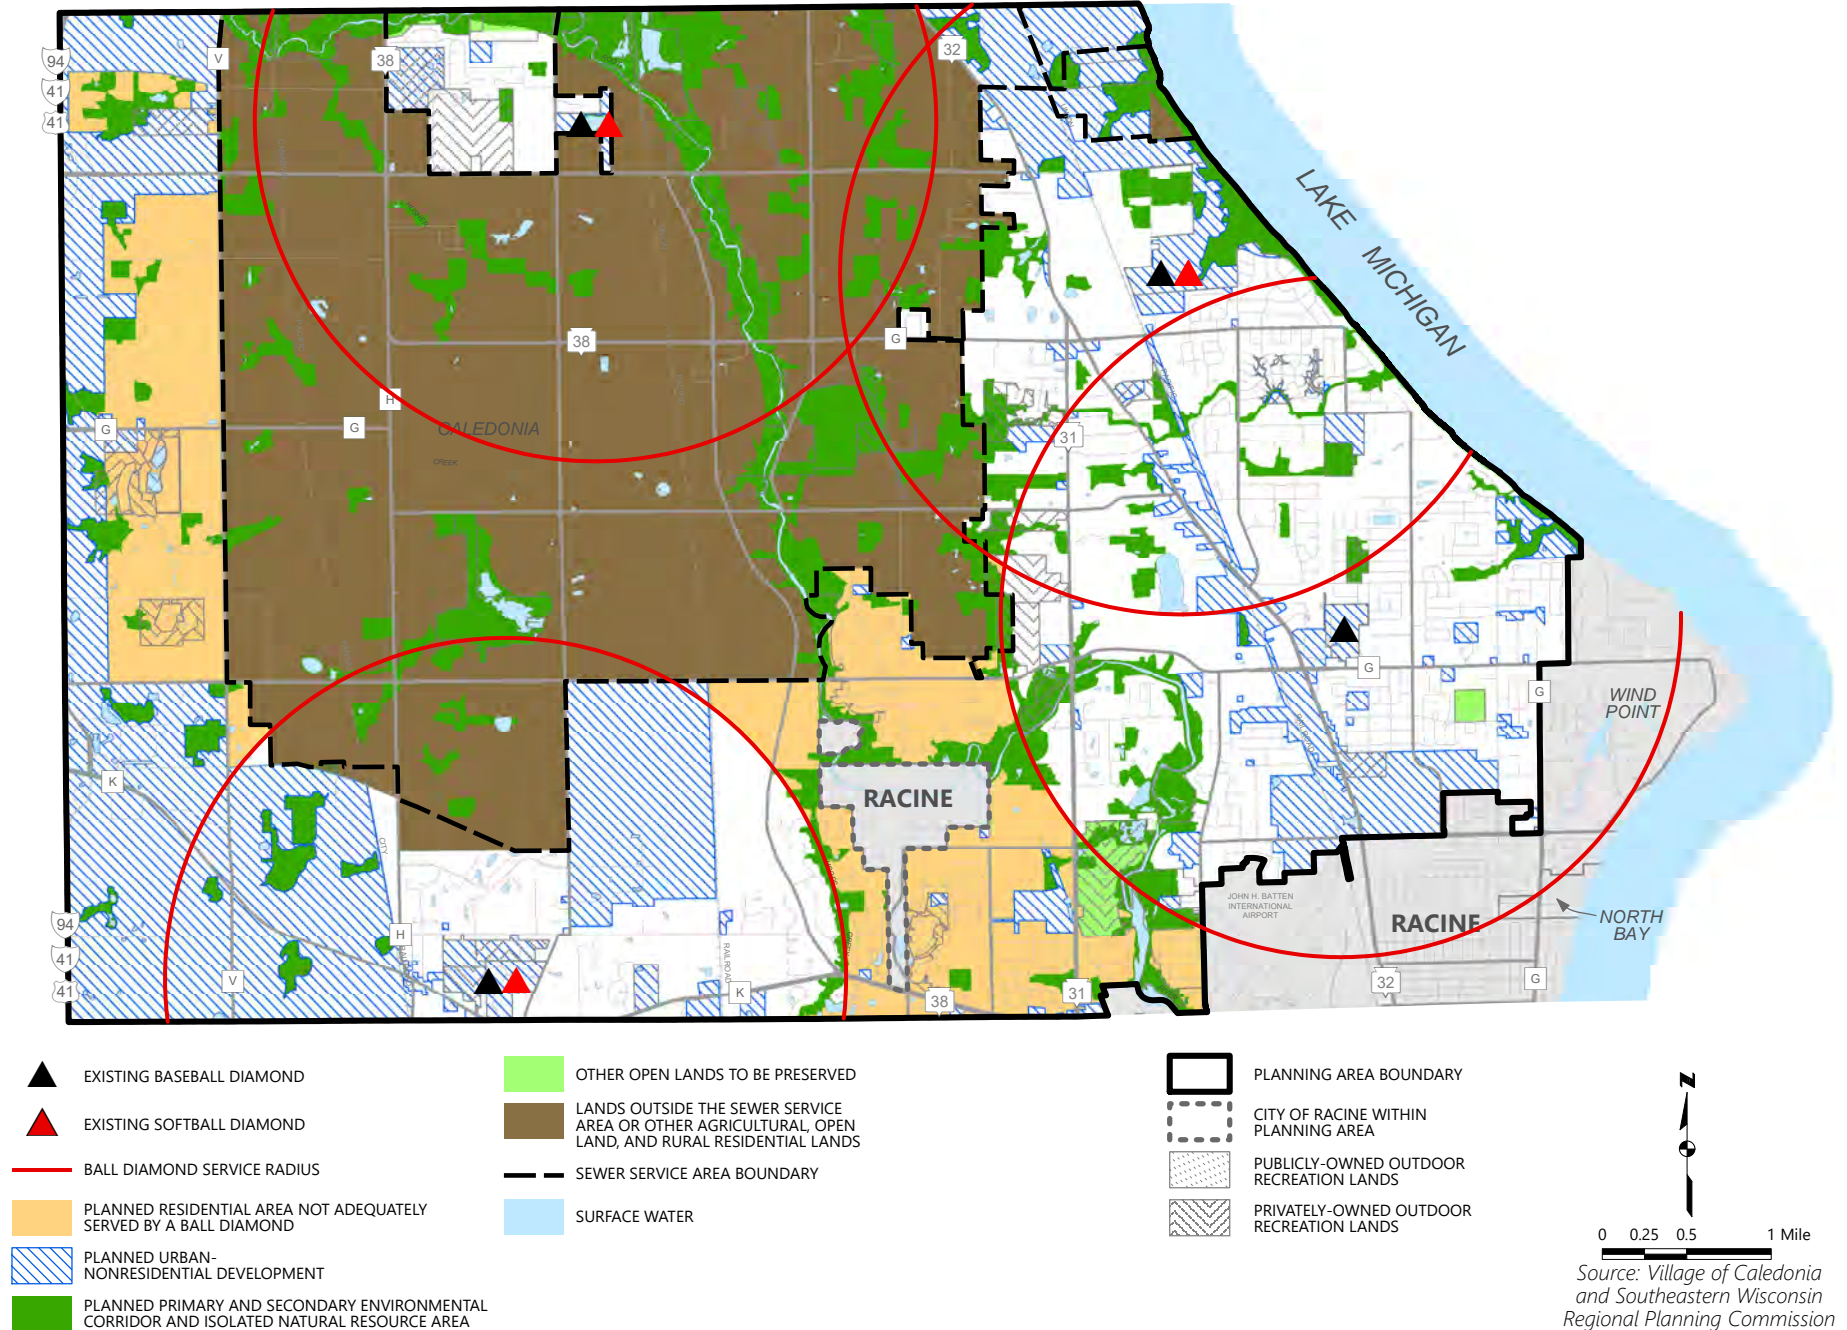 94
41
41
V
38
32
LAKE
MICHIGAN
38
G
H
G
G
CALEDONIA
CREEK
31
G
G
WIND
POINT
K
RACINE
JOHN H. BATTEN
INTERNATIONAL
AIRPORT
RACINE
NORTH
BAY
94
41
41
H
V
RAILROAD
K
38
31
32
G
CITY
RAILROAD
EXISTING BASEBALL DIAMOND
EXISTING SOFTBALL DIAMOND
BALL DIAMOND SERVICE RADIUS
PLANNED RESIDENTIAL AREA NOT ADEQUATELY
SERVED BY A BALL DIAMOND
PLANNED URBAN-
NONRESIDENTIAL DEVELOPMENT
PLANNED PRIMARY AND SECONDARY ENVIRONMENTAL
CORRIDOR AND ISOLATED NATURAL RESOURCE AREA
OTHER OPEN LANDS TO BE PRESERVED
LANDS OUTSIDE THE SEWER SERVICE
AREA OR OTHER AGRICULTURAL, OPEN
LAND, AND RURAL RESIDENTIAL LANDS
SEWER SERVICE AREA BOUNDARY
SURFACE WATER
PLANNING AREA BOUNDARY
CITY OF RACINE WITHIN
PLANNING AREA
PUBLICLY-OWNED OUTDOOR
RECREATION LANDS
PRIVATELY-OWNED OUTDOOR
RECREATION LANDS
N
0 0.25 0.5 1 Mile
Source: Village of Caledonia
and Southeastern Wisconsin
Regional Planning Commission